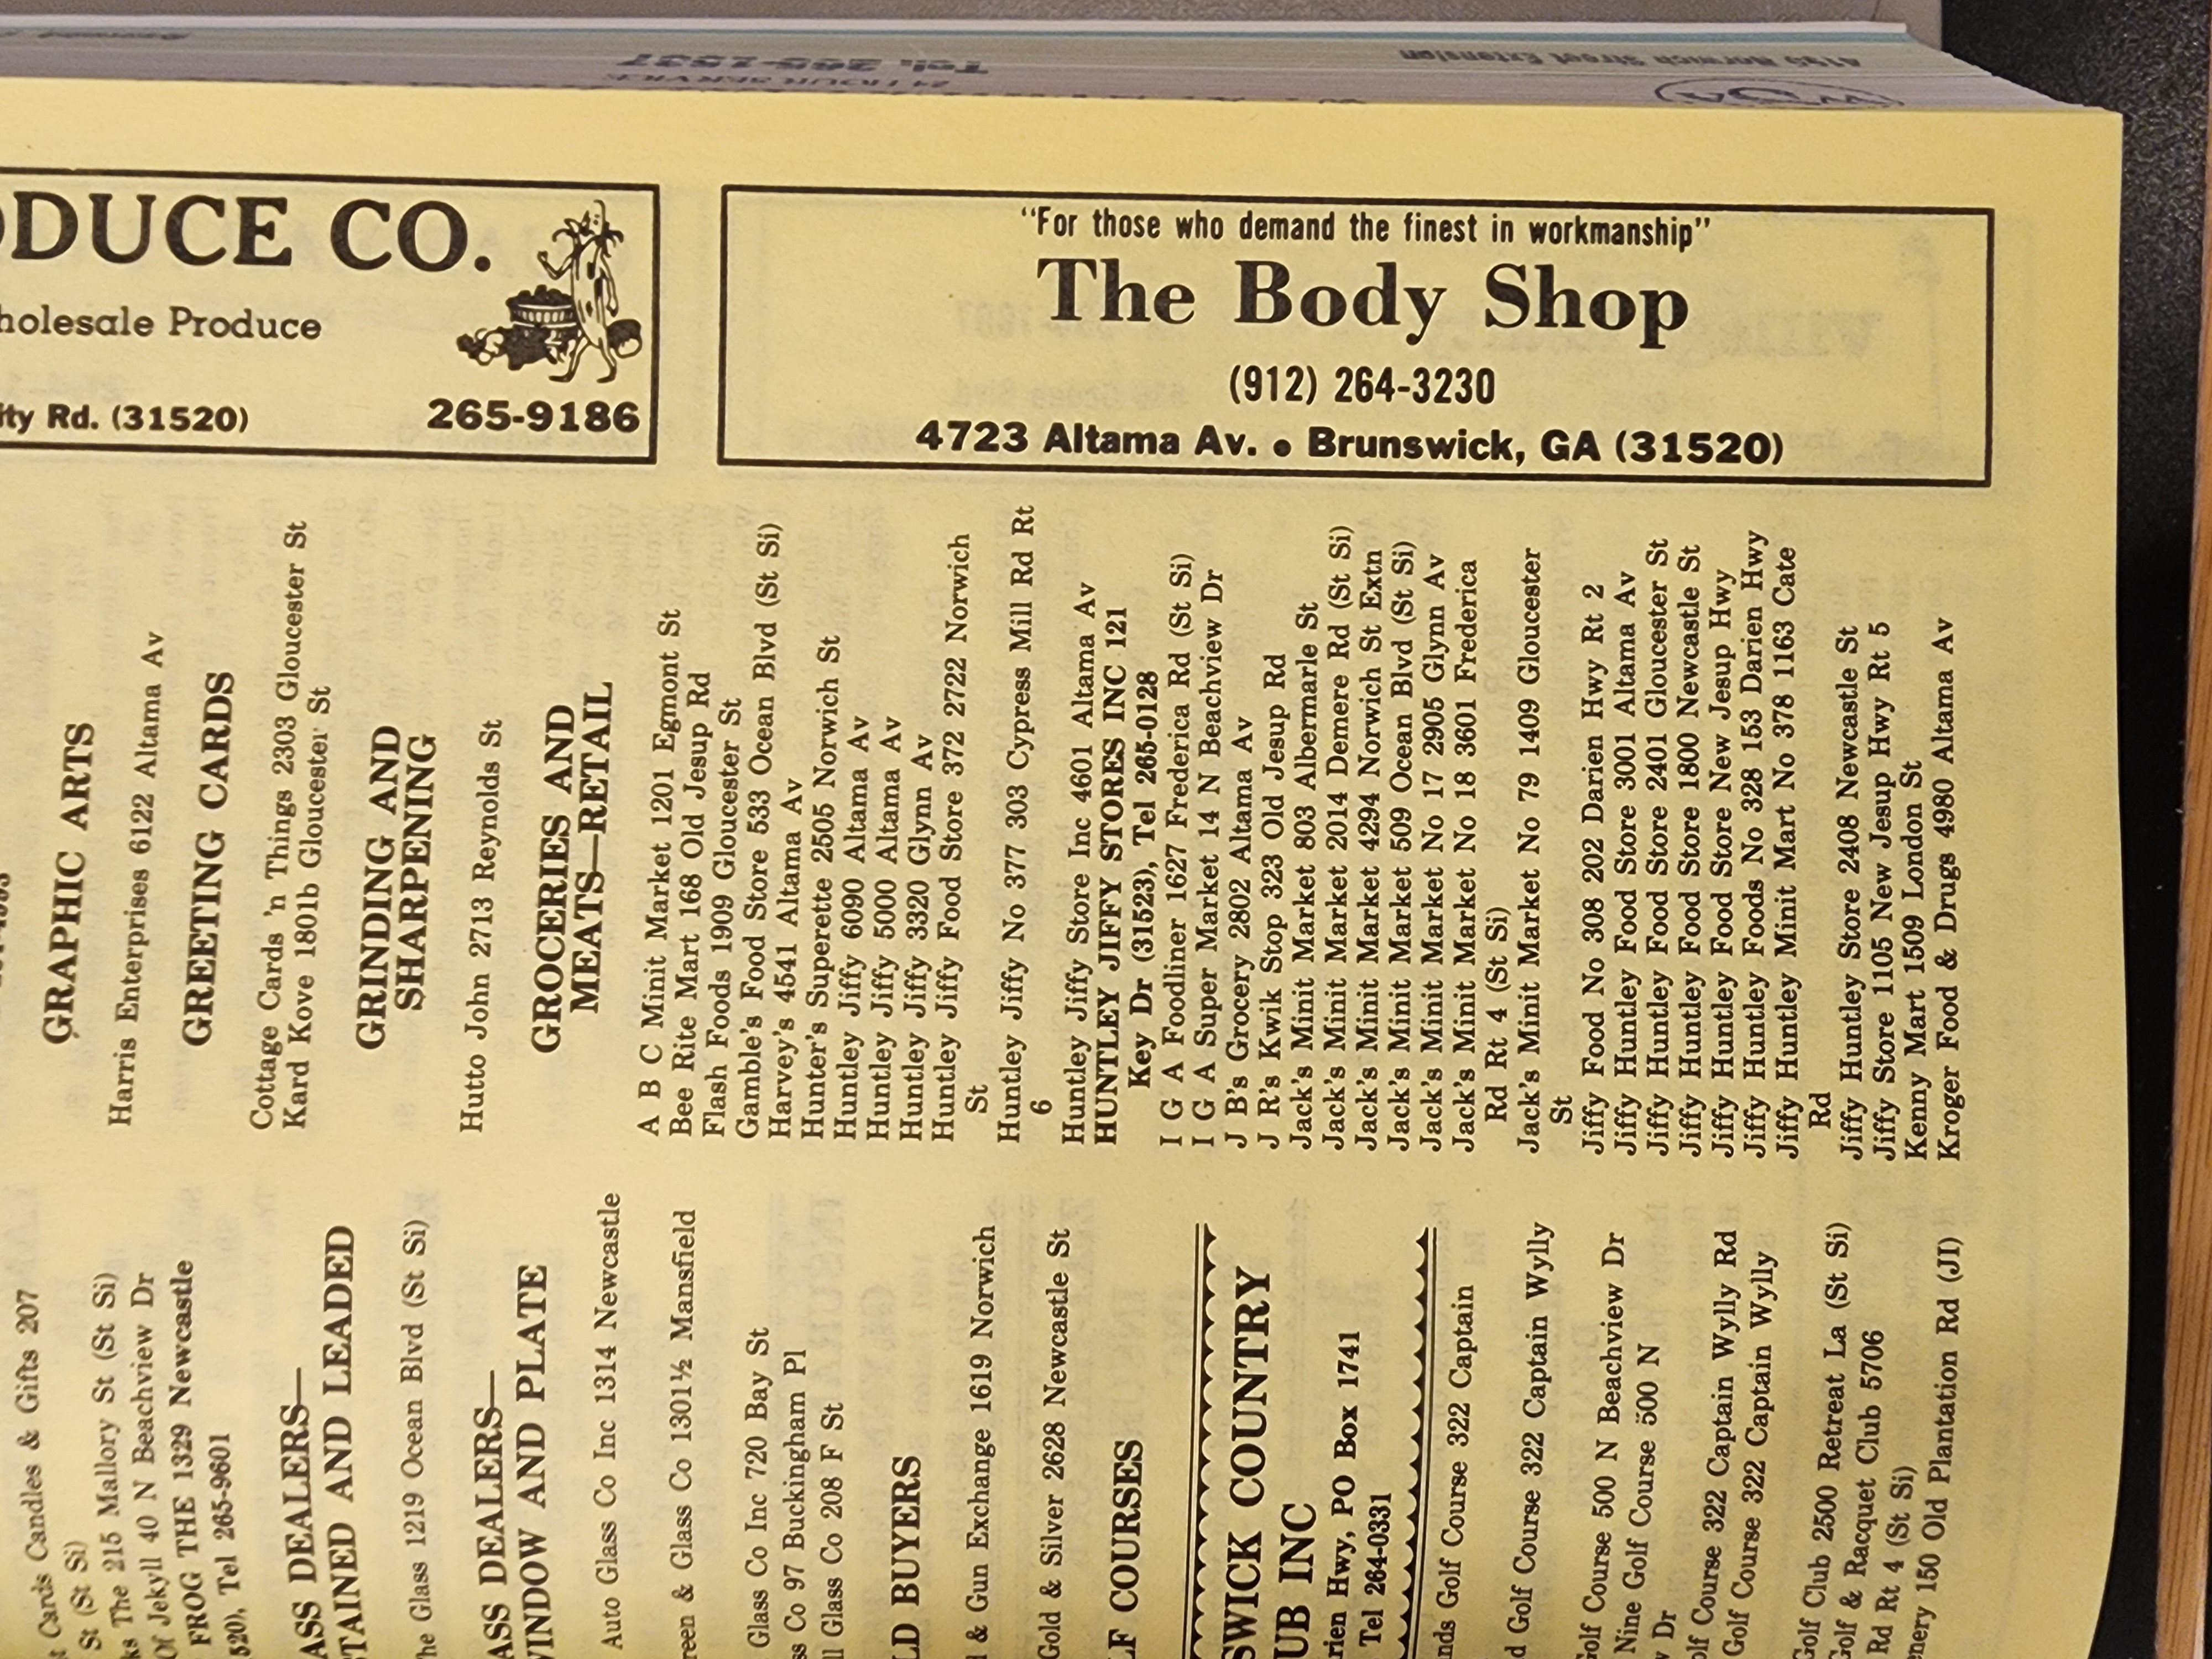 ODUCE CO.
holesale Produce
ity Rd. (31520) 265-9186
"For those who demand the finest in workmanship"
The Body Shop
(912) 264-3230
4723 Altama Av. • Brunswick, GA (31520)
Cards Candles & Gifts 207
St (St Si)
The 215 Mallory St (St Si)
Of Jekyll 40 N Beachview Dr
FROG THE 1329 Newcastle
520), Tel 265-9601
ASS DEALERS—
STAINED AND LEADED
The Glass 1219 Ocean Blvd (St Si)
ASS DEALERS—
WINDOW AND PLATE
Auto Glass Co Inc 1314 Newcastle
reen & Glass Co 1301½ Mansfield
Glass Co Inc 720 Bay St
ss Co 97 Buckingham Pl
ll Glass Co 208 F St
LD BUYERS
d & Gun Exchange 1619 Norwich
Gold & Silver 2628 Newcastle St
LF COURSES
SWICK COUNTRY
UB INC
rien Hwy, PO Box 1741
Tel 264-0331
nds Golf Course 322 Captain
d Golf Course 322 Captain Wylly
Golf Course 500 N Beachview Dr
Nine Golf Course 500 N
w Dr
olf Course 322 Captain Wylly Rd
Golf Course 322 Captain Wylly
Golf Club 2500 Retreat La (St Si)
Golf & Racquet Club 5706
Rd Rt 4 (St Si)
enery 150 Old Plantation Rd (JI)
GRAPHIC ARTS
Harris Enterprises 6122 Altama Av
GREETING CARDS
Cottage Cards 'n Things 2303 Gloucester St
Kard Kove 1801b Gloucester St
GRINDING AND
SHARPENING
Hutto John 2713 Reynolds St
GROCERIES AND
MEATS—RETAIL
A B C Minit Market 1201 Egmont St
Bee Rite Mart 168 Old Jesup Rd
Flash Foods 1909 Gloucester St
Gamble's Food Store 533 Ocean Blvd (St Si)
Harvey's 4541 Altama Av
Hunter's Superette 2505 Norwich St
Huntley Jiffy 6090 Altama Av
Huntley Jiffy 5000 Altama Av
Huntley Jiffy 3320 Glynn Av
Huntley Jiffy Food Store 372 2722 Norwich
St
Huntley Jiffy No 377 303 Cypress Mill Rd Rt
6
Huntley Jiffy Store Inc 4601 Altama Av
HUNTLEY JIFFY STORES INC 121
Key Dr (31523), Tel 265-0128
I G A Foodliner 1627 Frederica Rd (St Si)
I G A Super Market 14 N Beachview Dr
J B's Grocery 2802 Altama Av
J R's Kwik Stop 323 Old Jesup Rd
Jack's Minit Market 803 Albermarle St
Jack's Minit Market 2014 Demere Rd (St Si)
Jack's Minit Market 4294 Norwich St Extn
Jack's Minit Market 509 Ocean Blvd (St Si)
Jack's Minit Market No 17 2905 Glynn Av
Jack's Minit Market No 18 3601 Frederica
Rd Rt 4 (St Si)
Jack's Minit Market No 79 1409 Gloucester
St
Jiffy Food No 308 202 Darien Hwy Rt 2
Jiffy Huntley Food Store 3001 Altama Av
Jiffy Huntley Food Store 2401 Gloucester St
Jiffy Huntley Food Store 1800 Newcastle St
Jiffy Huntley Food Store New Jesup Hwy
Jiffy Huntley Foods No 328 153 Darien Hwy
Jiffy Huntley Minit Mart No 378 1163 Cate
Rd
Jiffy Huntley Store 2408 Newcastle St
Jiffy Store 1105 New Jesup Hwy Rt 5
Kenny Mart 1509 London St
Kroger Food & Drugs 4980 Altama Av